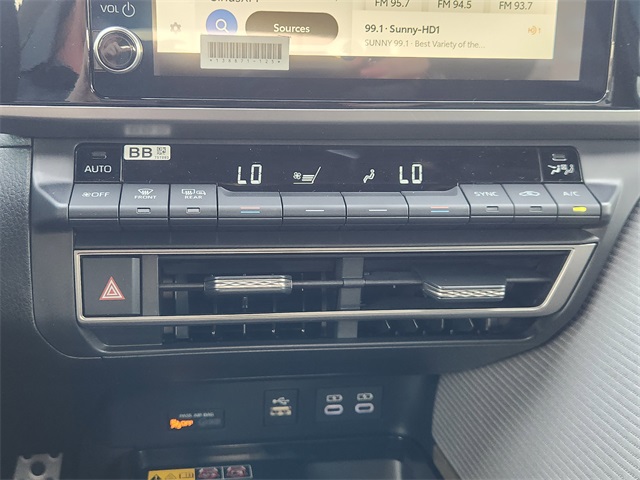 FM 95.7 FM 94.5 FM 93.7
VOL
Sources
99.1 · Sunny-HD1
SUNNY 99.1 · Best Variety of the...
BB
AUTO
LO LO
OFF FRONT REAR SYNC A/C